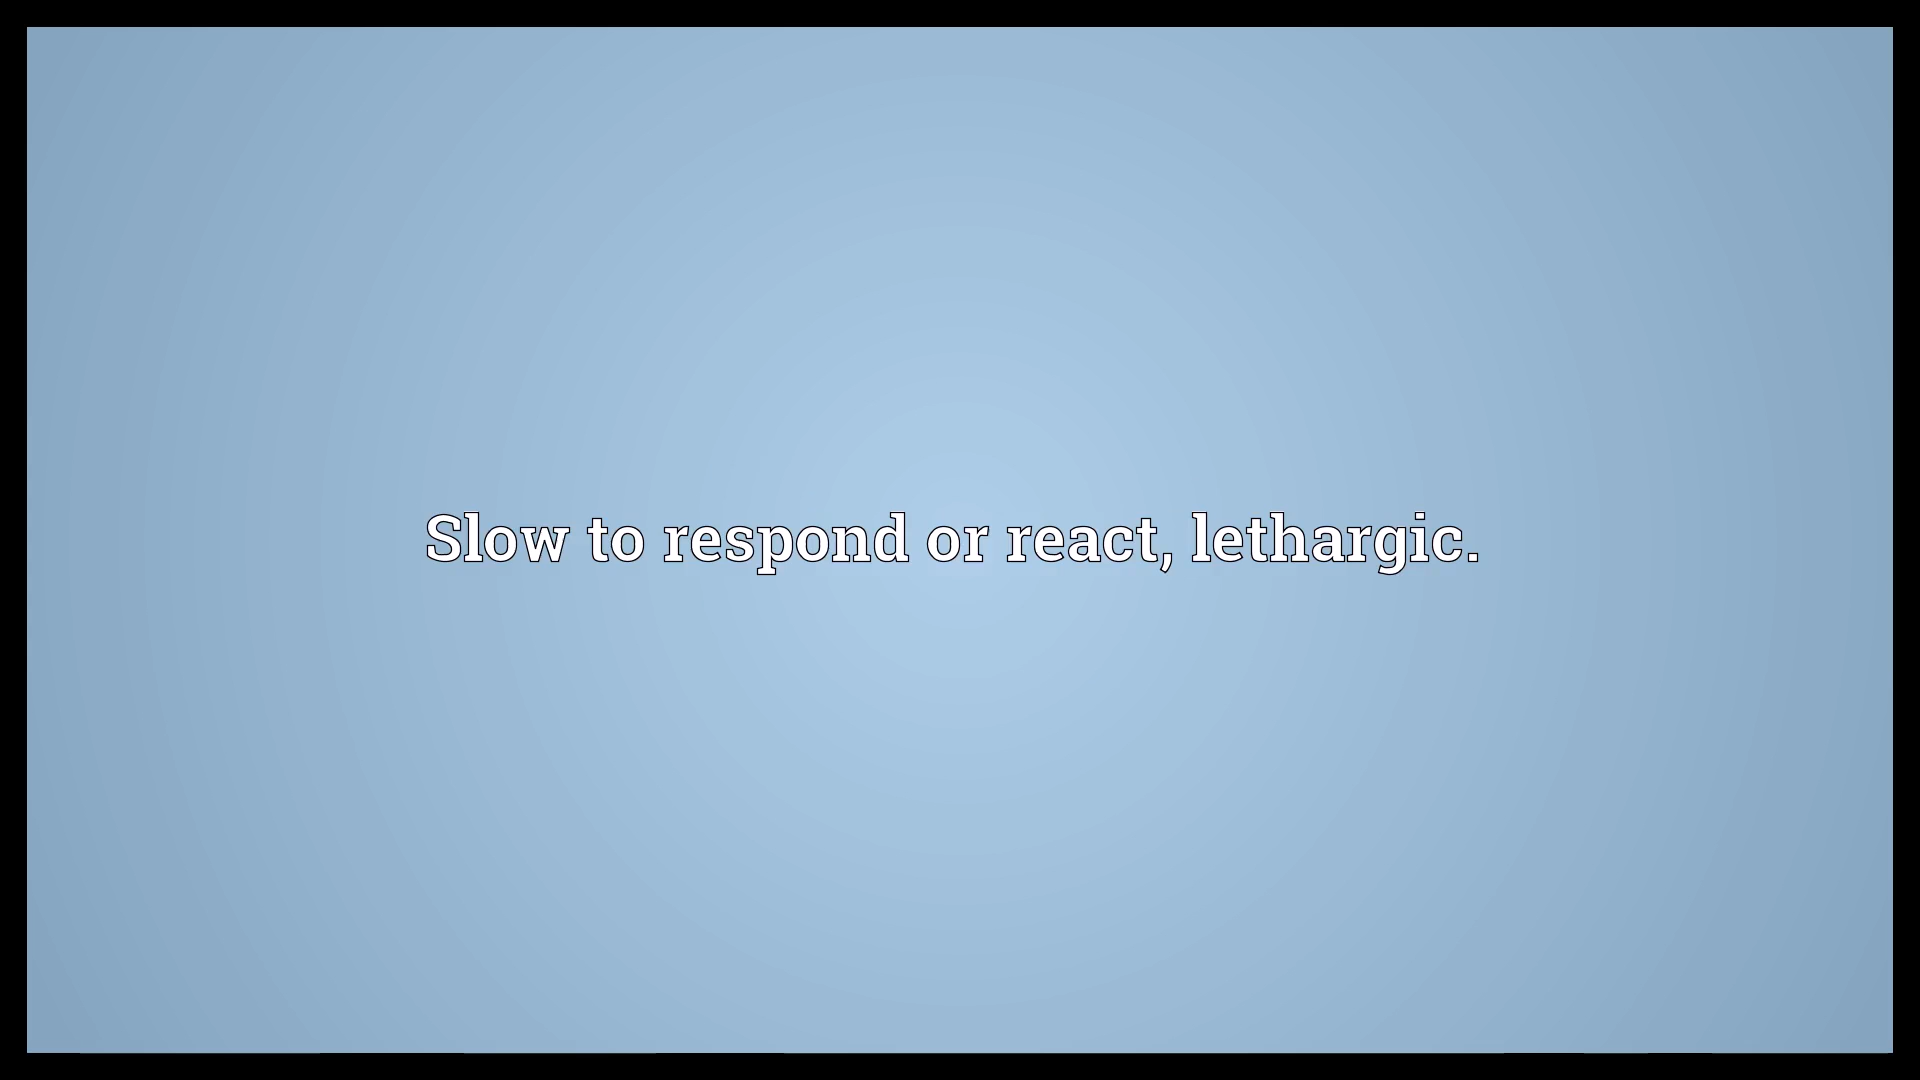 Slow to respond or react, lethargic.